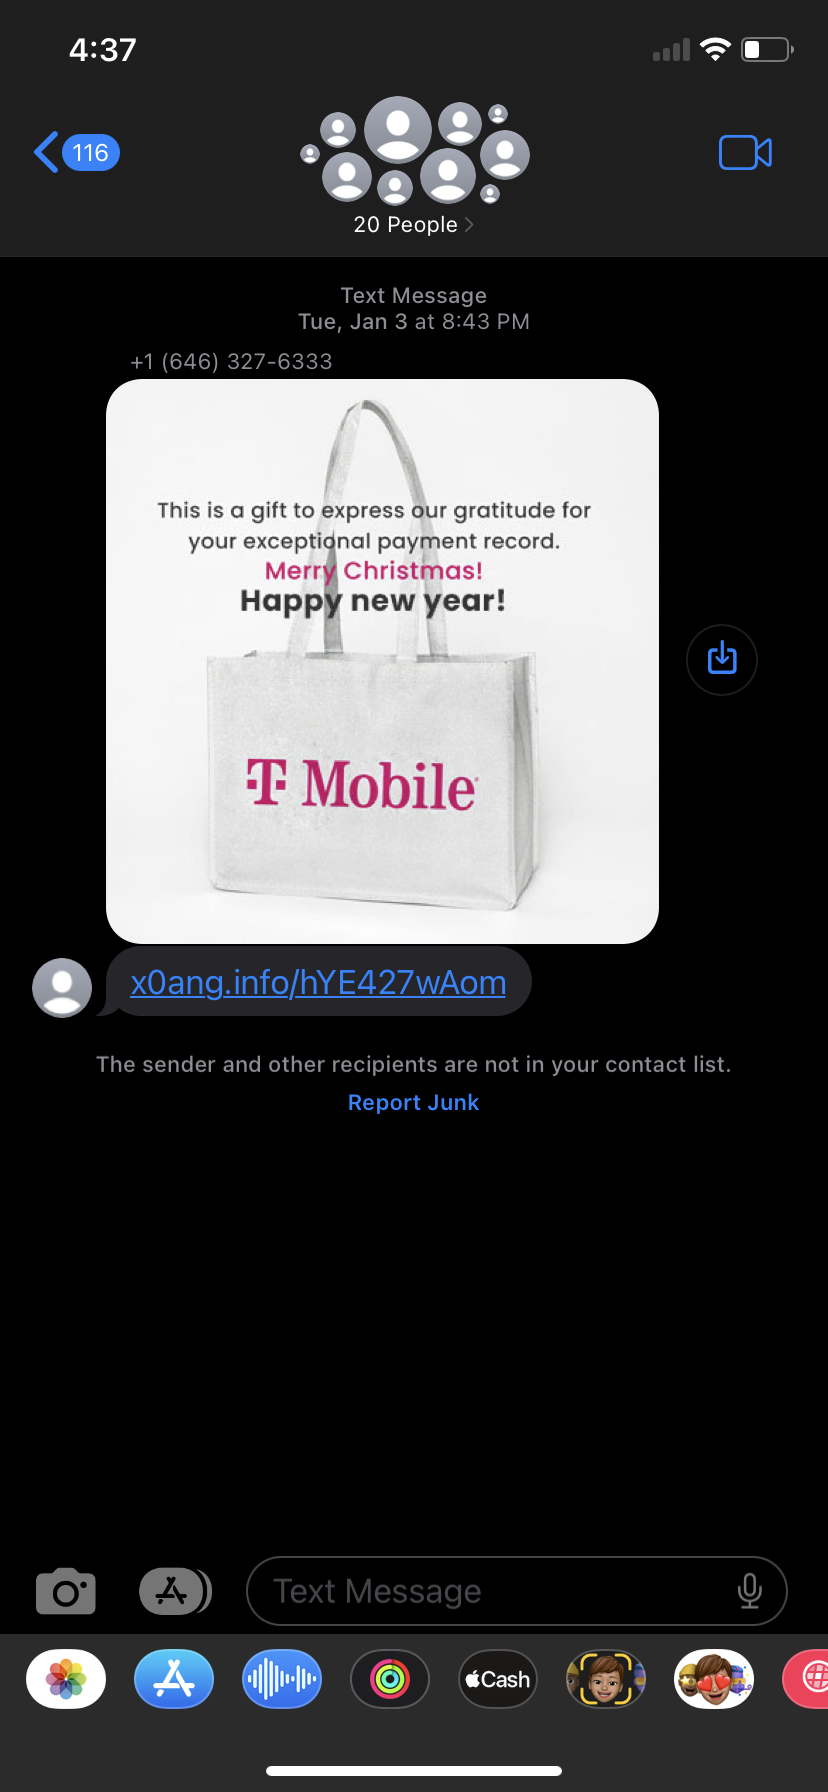 4:37
116
20 People
Text Message
Tue, Jan 3 at 8:43 PM
+1 (646) 327-6333
This is a gift to express our gratitude for
your exceptional payment record.
Merry Christmas!
Happy new year!
T Mobile
x0ang.info/hYE427wAom
The sender and other recipients are not in your contact list.
Report Junk
Text Message
Cash